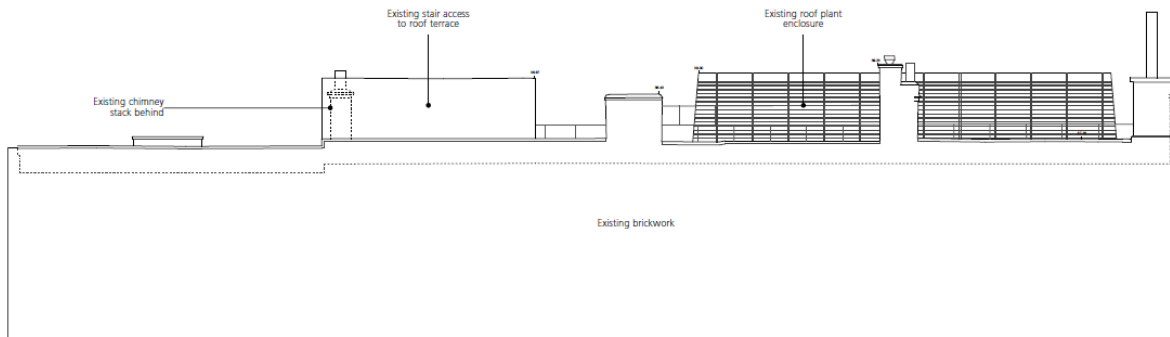 Existing stair access
to roof terrace
Existing roof plant
enclosure
Existing chimney
stack behind
Existing brickwork